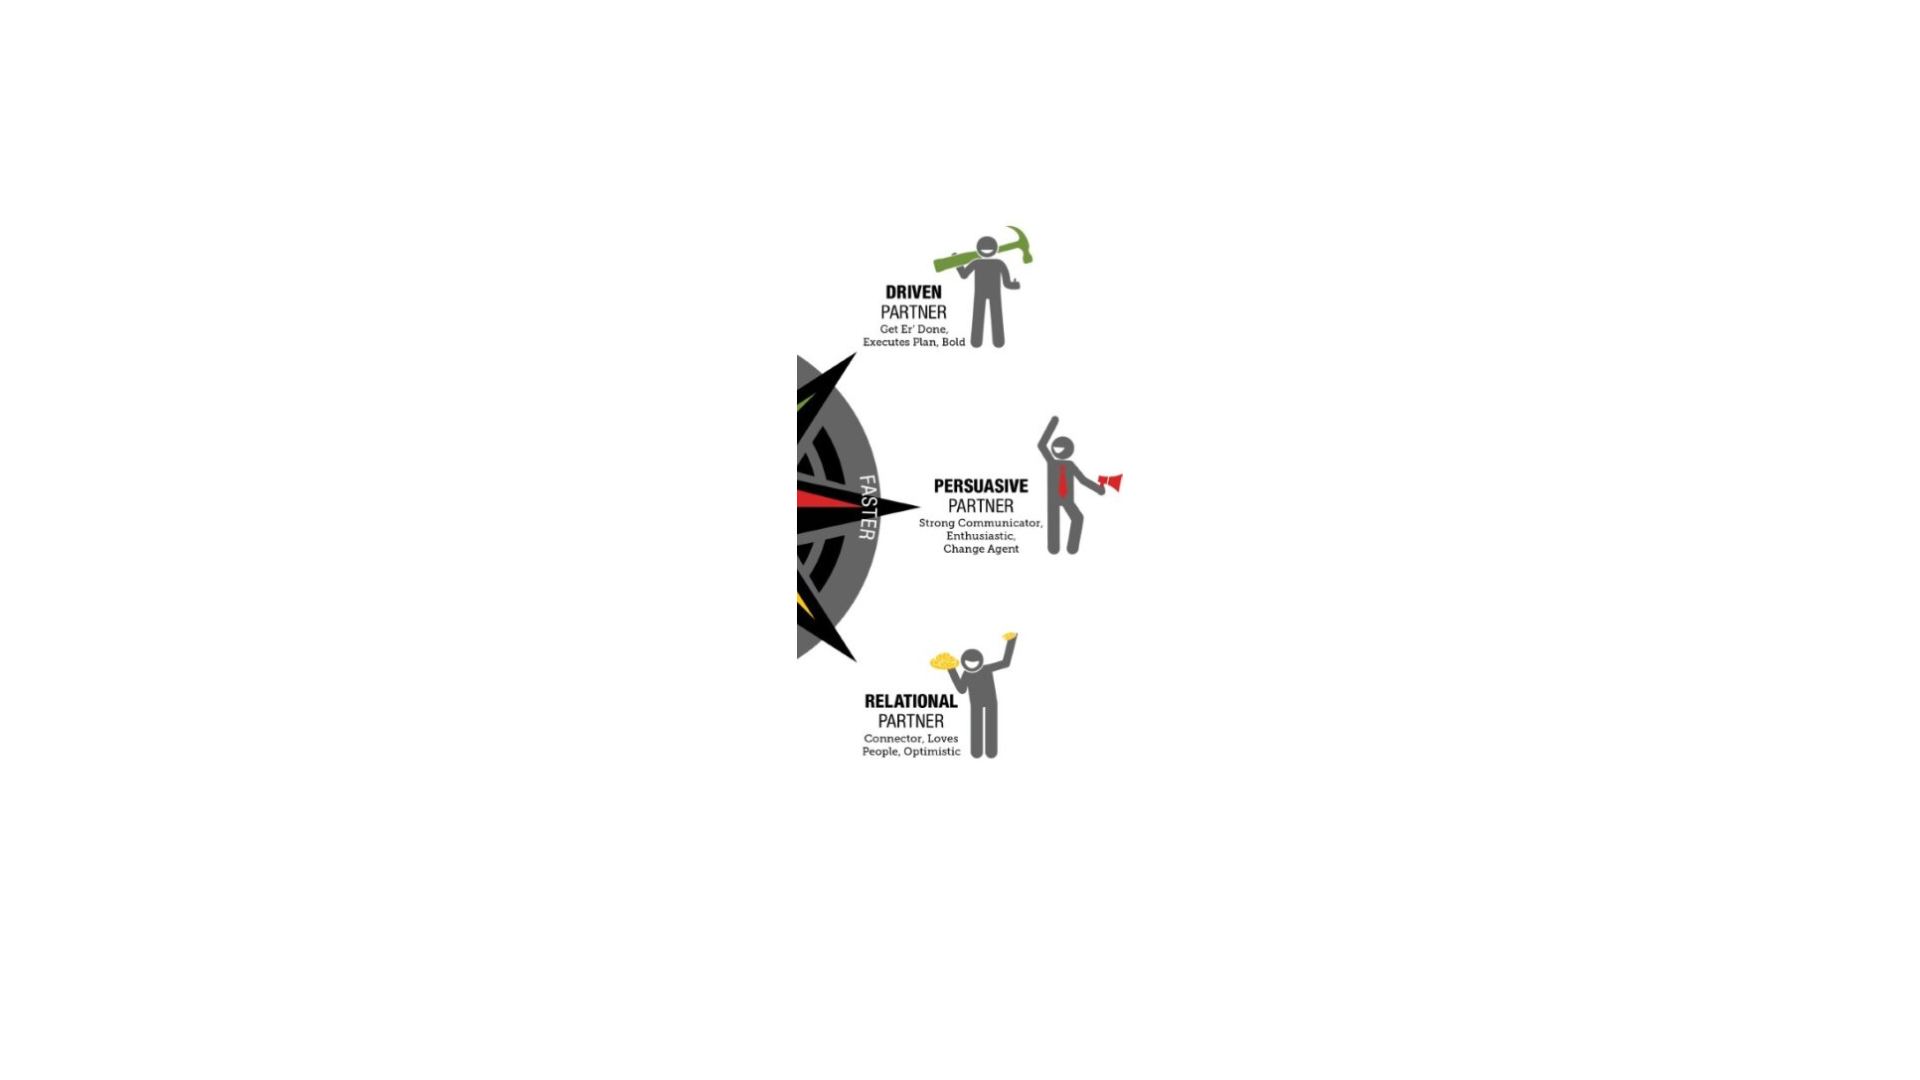 DRIVEN
PARTNER
Get Er' Done,
Executes Plan, Bold
FASTER
PERSUASIVE
PARTNER
Strong Communicator,
Enthusiastic,
Change Agent
RELATIONAL
PARTNER
Connector, Loves
People, Optimistic